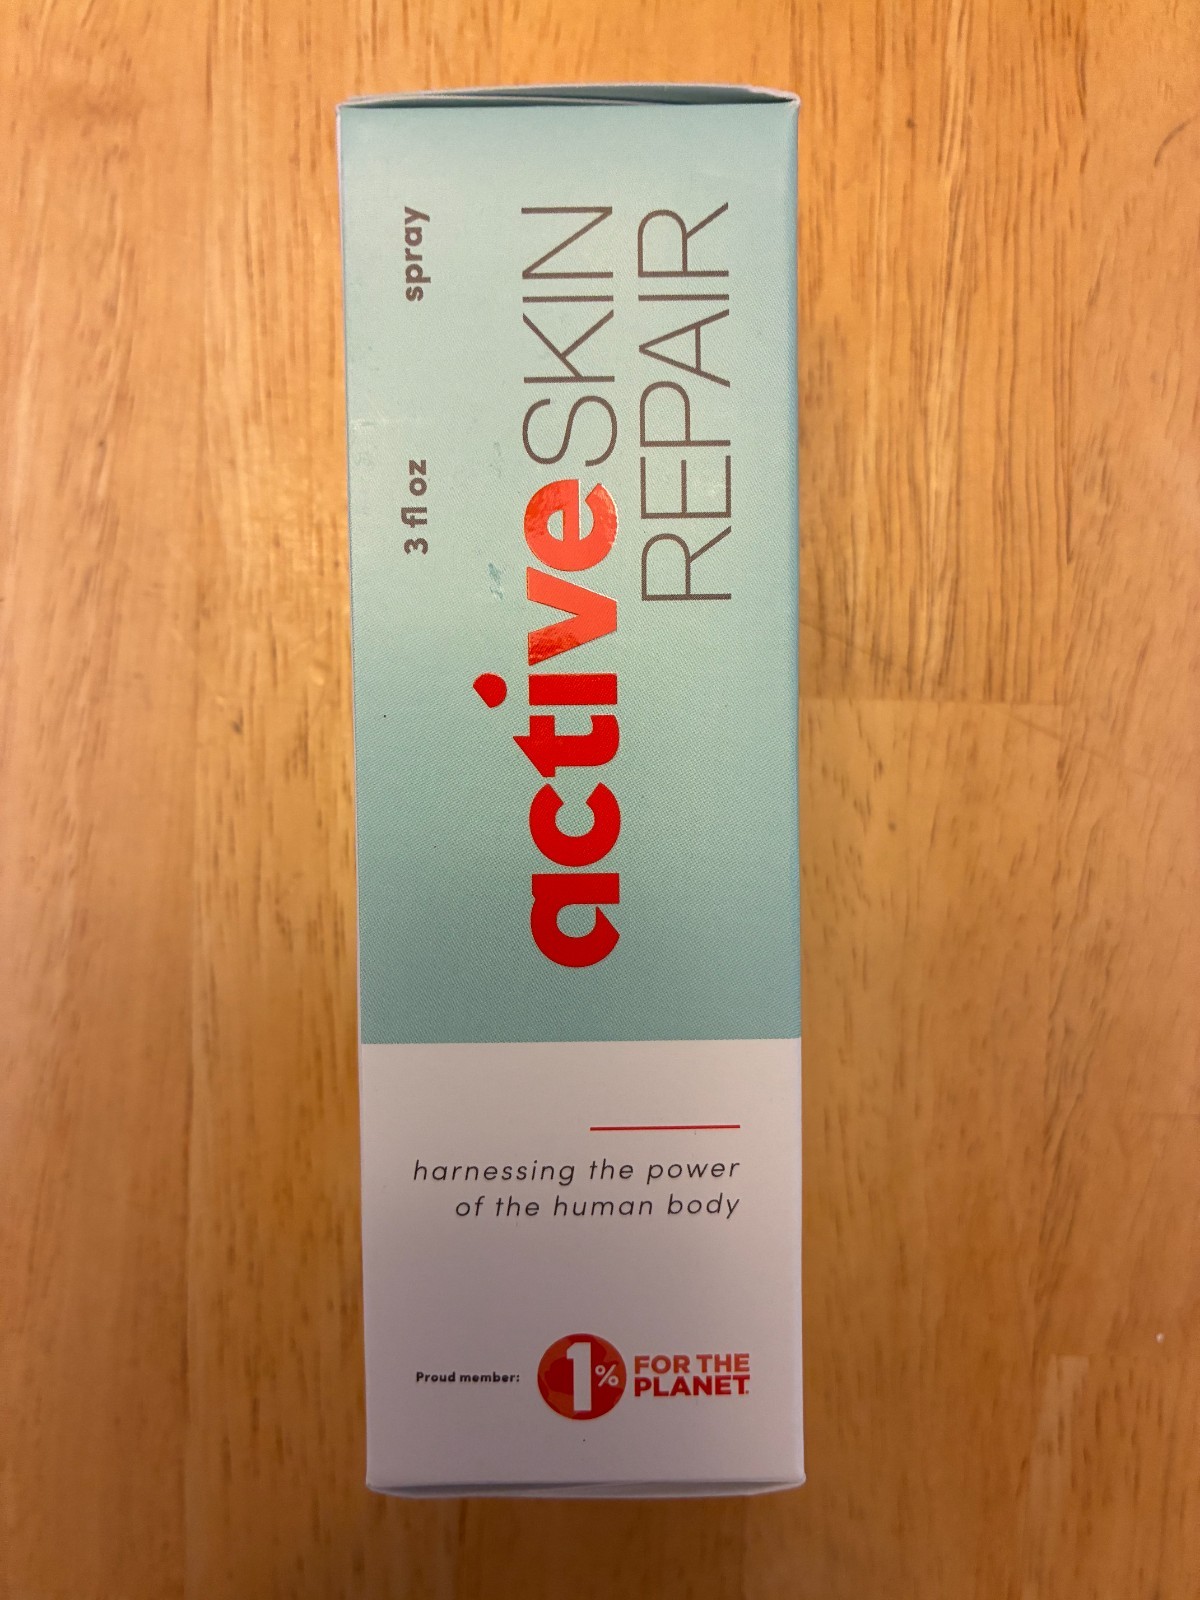 activeSKIN
REPAIR
3 fl oz
spray
harnessing the power
of the human body
Proud member:
1%
FOR THE
PLANET